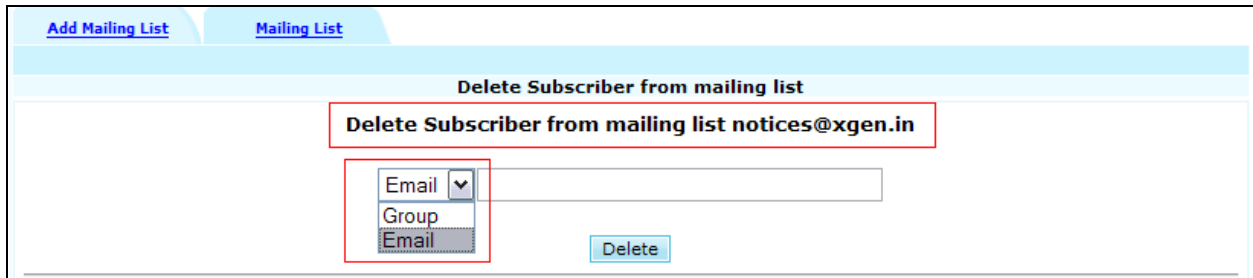 Add Mailing List Mailing List
Delete Subscriber from mailing list
Delete Subscriber from mailing list notices@xgen.in
Email
Group
Email
Delete